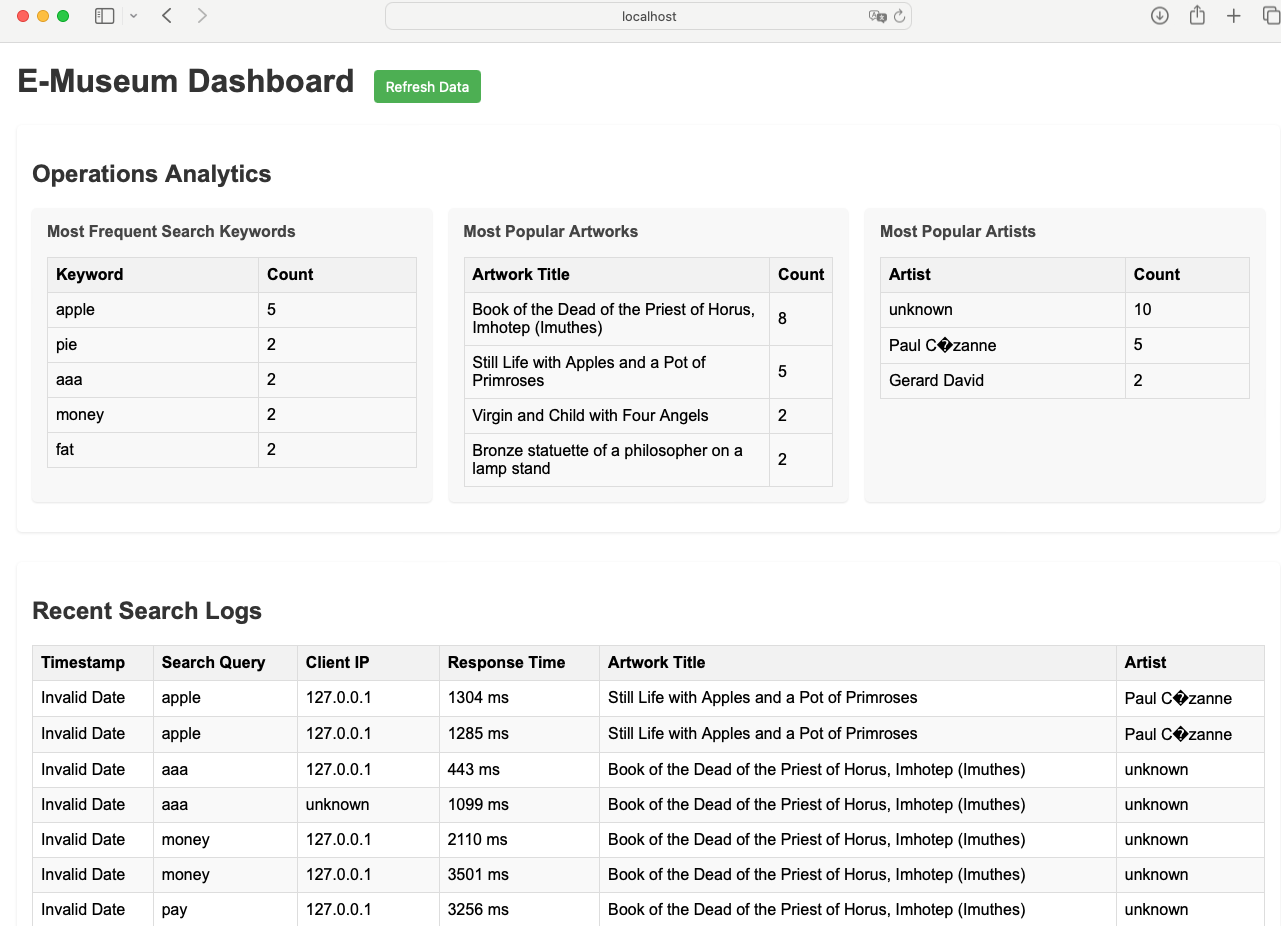 localhost
E-Museum Dashboard
Refresh Data
Operations Analytics
Most Frequent Search Keywords
Keyword Count
apple 5
pie 2
aaa 2
money 2
fat 2
Most Popular Artworks
Artwork Title Count
Book of the Dead of the Priest of Horus,
Imhotep (Imuthes) 8
Still Life with Apples and a Pot of
Primroses 5
Virgin and Child with Four Angels 2
Bronze statuette of a philosopher on a
lamp stand 2
Most Popular Artists
Artist Count
unknown 10
Paul C�zanne 5
Gerard David 2
Recent Search Logs
Timestamp Search Query Client IP Response Time Artwork Title Artist
Invalid Date apple 127.0.0.1 1304 ms Still Life with Apples and a Pot of Primroses Paul C�zanne
Invalid Date apple 127.0.0.1 1285 ms Still Life with Apples and a Pot of Primroses Paul C�zanne
Invalid Date aaa 127.0.0.1 443 ms Book of the Dead of the Priest of Horus, Imhotep (Imuthes) unknown
Invalid Date aaa unknown 1099 ms Book of the Dead of the Priest of Horus, Imhotep (Imuthes) unknown
Invalid Date money 127.0.0.1 2110 ms Book of the Dead of the Priest of Horus, Imhotep (Imuthes) unknown
Invalid Date money 127.0.0.1 3501 ms Book of the Dead of the Priest of Horus, Imhotep (Imuthes) unknown
Invalid Date pay 127.0.0.1 3256 ms Book of the Dead of the Priest of Horus, Imhotep (Imuthes) unknown